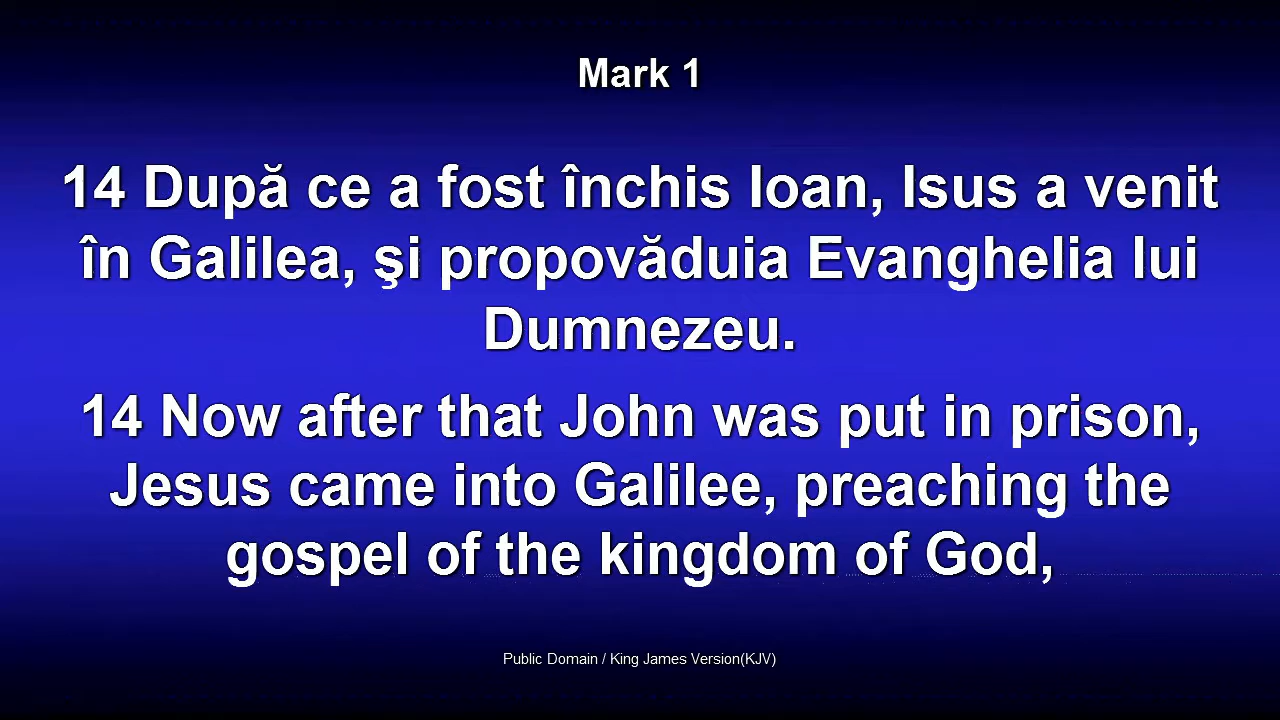 Mark 1
14 După ce a fost închis Ioan, Isus a venit
în Galilea, şi propovăduia Evanghelia lui
Dumnezeu.
14 Now after that John was put in prison,
Jesus came into Galilee, preaching the
gospel of the kingdom of God,
Public Domain / King James Version(KJV)